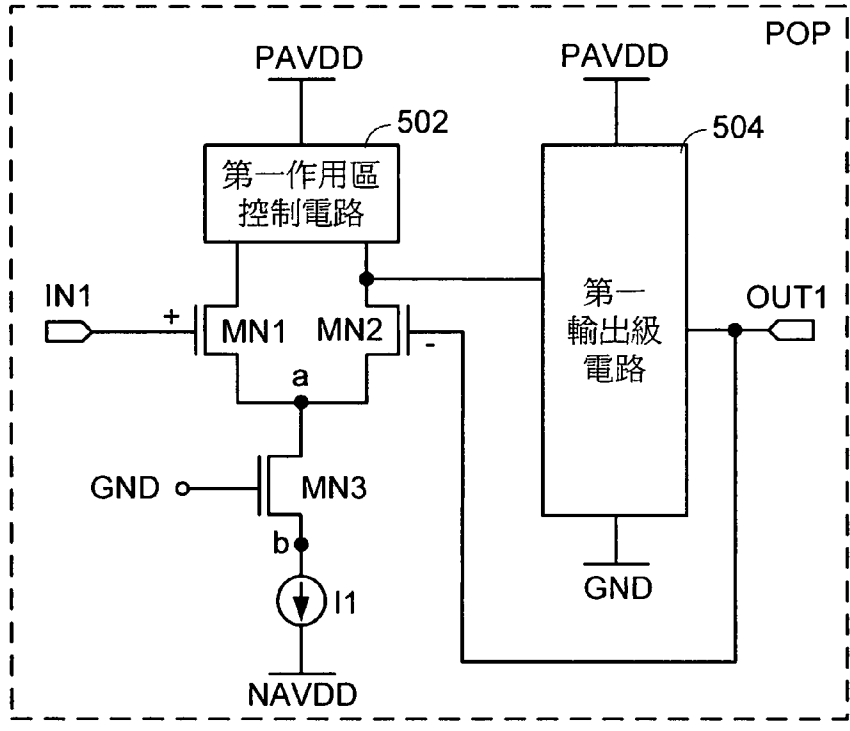 POP
PAVDD
PAVDD
502
504
第一作用區
控制電路
IN1
+
MN1
MN2
-
第一
輸出級
電路
OUT1
a
GND
MN3
b
I1
GND
NAVDD